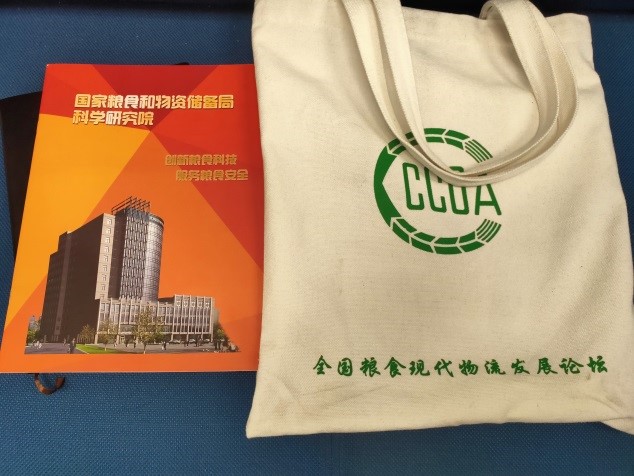 国家粮食和物资储备局
科学研究院
创新粮食科技
服务粮食安全
CCOA
全国粮食现代物流发展论坛